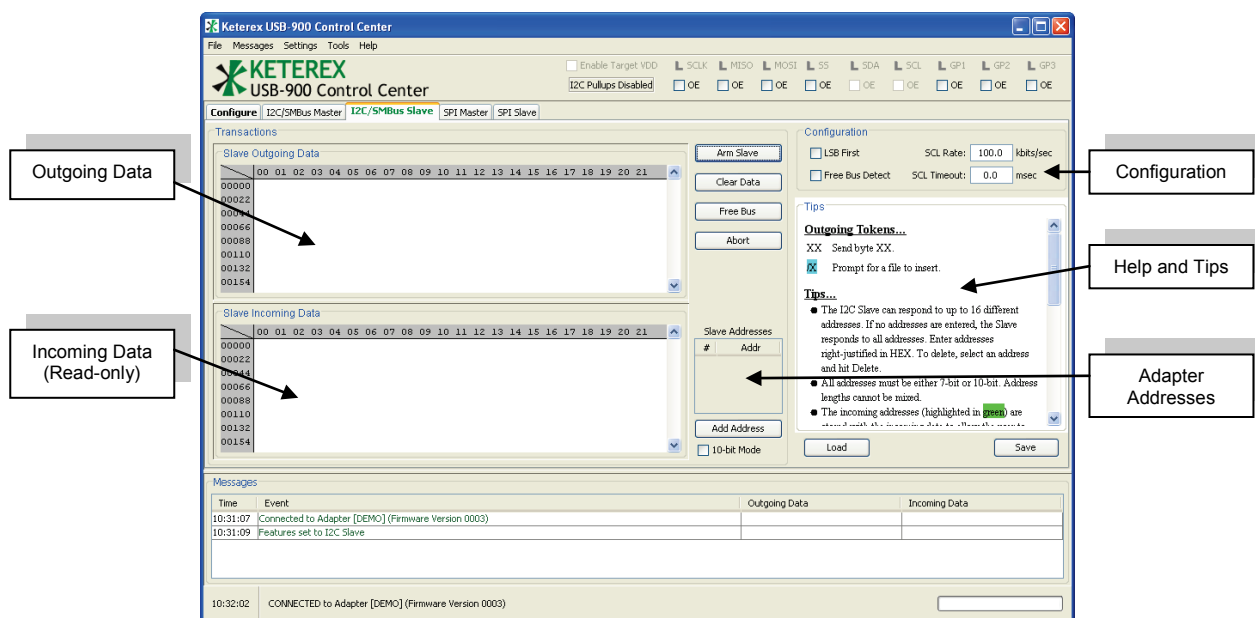 Keterex USB-900 Control Center
File Messages Settings Tools Help
KETEREX
USB-900 Control Center
Enable Target VDD L SCLK L MISO L MOSI L SS L SDA L SCL L GP1 L GP2 L GP3
I2C Pullups Disabled OE OE OE OE OE OE OE OE OE
Configure I2C/SMBus Master I2C/SMBus Slave SPI Master SPI Slave
Transactions
Slave Outgoing Data
00 01 02 03 04 05 06 07 08 09 10 11 12 13 14 15 16 17 18 19 20 21
00000
00022
00044
00066
00088
00110
00132
00154
Arm Slave
Clear Data
Free Bus
Abort
Slave Incoming Data
00 01 02 03 04 05 06 07 08 09 10 11 12 13 14 15 16 17 18 19 20 21
00000
00022
00044
00066
00088
00110
00132
00154
Slave Addresses
# Addr
Add Address
10-bit Mode
Configuration
LSB First SCL Rate: 100.0 kbits/sec
Free Bus Detect SCL Timeout: 0.0 msec
Tips
Outgoing Tokens...
XX Send byte XX.
/X Prompt for a file to insert.
Tips...
The I2C Slave can respond to up to 16 different
addresses. If no addresses are entered, the Slave
responds to all addresses. Enter addresses
right-justified in HEX. To delete, select an address
and hit Delete.
All addresses must be either 7-bit or 10-bit. Address
lengths cannot be mixed.
The incoming addresses (highlighted in green) are
Load Save
Messages
Time Event Outgoing Data Incoming Data
10:31:07 Connected to Adapter [DEMO] (Firmware Version 0003)
10:31:09 Features set to I2C Slave
10:32:02 CONNECTED to Adapter [DEMO] (Firmware Version 0003)
Outgoing Data
Incoming Data
(Read-only)
Configuration
Help and Tips
Adapter
Addresses